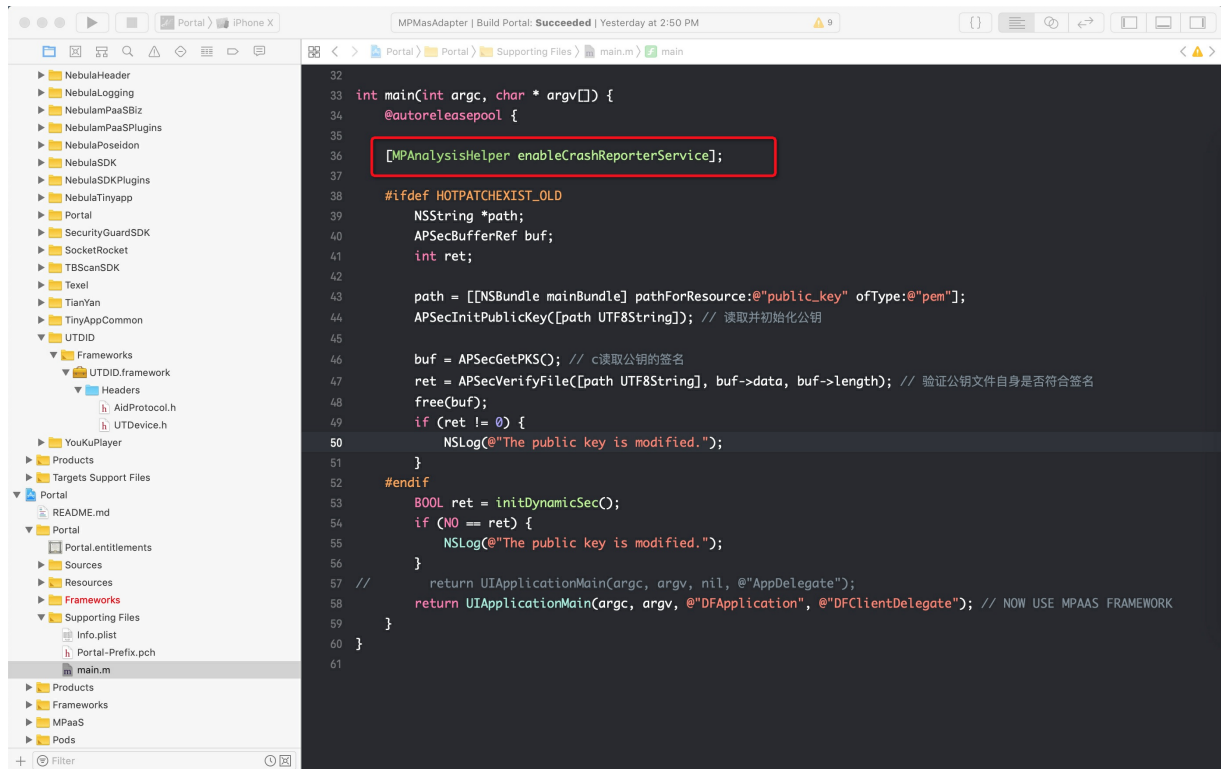 Portal 〉 iPhone X
MPMasAdapter | Build Portal: Succeeded | Yesterday at 2:50 PM
9
{ }
Portal 〉 Portal 〉 Supporting Files 〉 main.m 〉 main
NebulaHeader
NebulaLogging
NebulamPaaSBiz
NebulamPaaSPlugins
NebulaPoseidon
NebulaSDK
NebulaSDKPlugins
NebulaTinyapp
Portal
SecurityGuardSDK
SocketRocket
TBScanSDK
Texel
TianYan
TinyAppCommon
UTDID
Frameworks
UTDID.framework
Headers
h AidProtocol.h
h UTDevice.h
YouKuPlayer
Products
Targets Support Files
Portal
README.md
Portal
Portal.entitlements
Sources
Resources
Frameworks
Supporting Files
Info.plist
h Portal-Prefix.pch
m main.m
Products
Frameworks
MPaaS
Pods
Filter
32
33 int main(int argc, char * argv[]) {
34 @autoreleasepool {
35
36 [MPAnalysisHelper enableCrashReporterService];
37
38 #ifdef HOTPATCHEXIST_OLD
39 NSString *path;
40 APSecBufferRef buf;
41 int ret;
42
43 path = [[NSBundle mainBundle] pathForResource:@"public_key" ofType:@"pem"];
44 APSecInitPublicKey([path UTF8String]); // 读取并初始化公钥
45
46 buf = APSecGetPKS(); // c读取公钥的签名
47 ret = APSecVerifyFile([path UTF8String], buf->data, buf->length); // 验证公钥文件自身是否符合签名
48 free(buf);
49 if (ret != 0) {
50 NSLog(@"The public key is modified.");
51 }
52 #endif
53 BOOL ret = initDynamicSec();
54 if (NO == ret) {
55 NSLog(@"The public key is modified.");
56 }
57 // return UIApplicationMain(argc, argv, nil, @"AppDelegate");
58 return UIApplicationMain(argc, argv, @"DFApplication", @"DFClientDelegate"); // NOW USE MPAAS FRAMEWORK
59 }
60 }
61